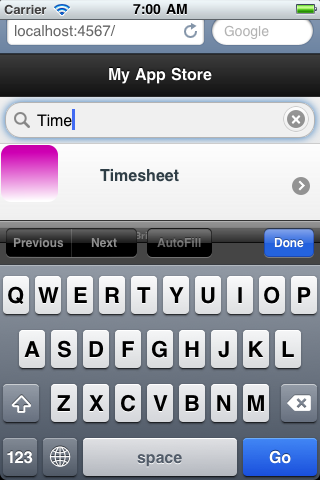 Carrier 7:00 AM
localhost:4567/ Google
My App Store
Time
Timesheet
Previous Next AutoFill Done
Q W E R T Y U I O P
A S D F G H J K L
Z X C V B N M
123 space Go